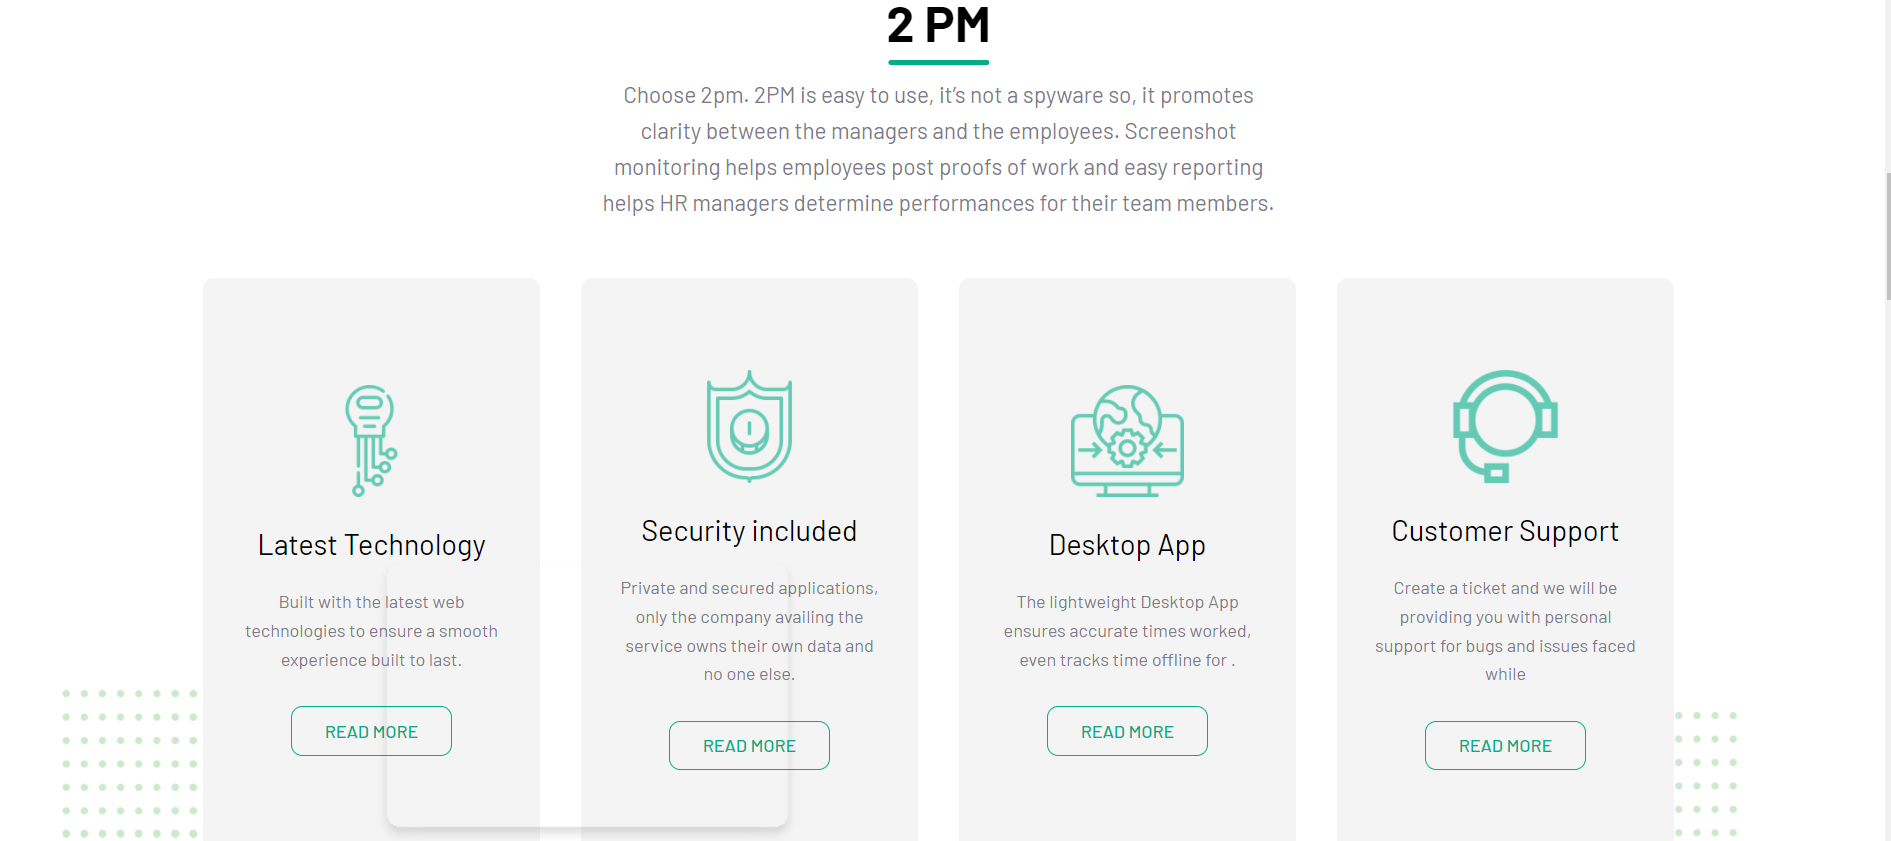 2 PM
Choose 2pm. 2PM is easy to use, it’s not a spyware so, it promotes
clarity between the managers and the employees. Screenshot
monitoring helps employees post proofs of work and easy reporting
helps HR managers determine performances for their team members.
Latest Technology
Built with the latest web
technologies to ensure a smooth
experience built to last.
READ MORE
Security included
Private and secured applications,
only the company availing the
service owns their own data and
no one else.
READ MORE
Desktop App
The lightweight Desktop App
ensures accurate times worked,
even tracks time offline for .
READ MORE
Customer Support
Create a ticket and we will be
providing you with personal
support for bugs and issues faced
while
READ MORE